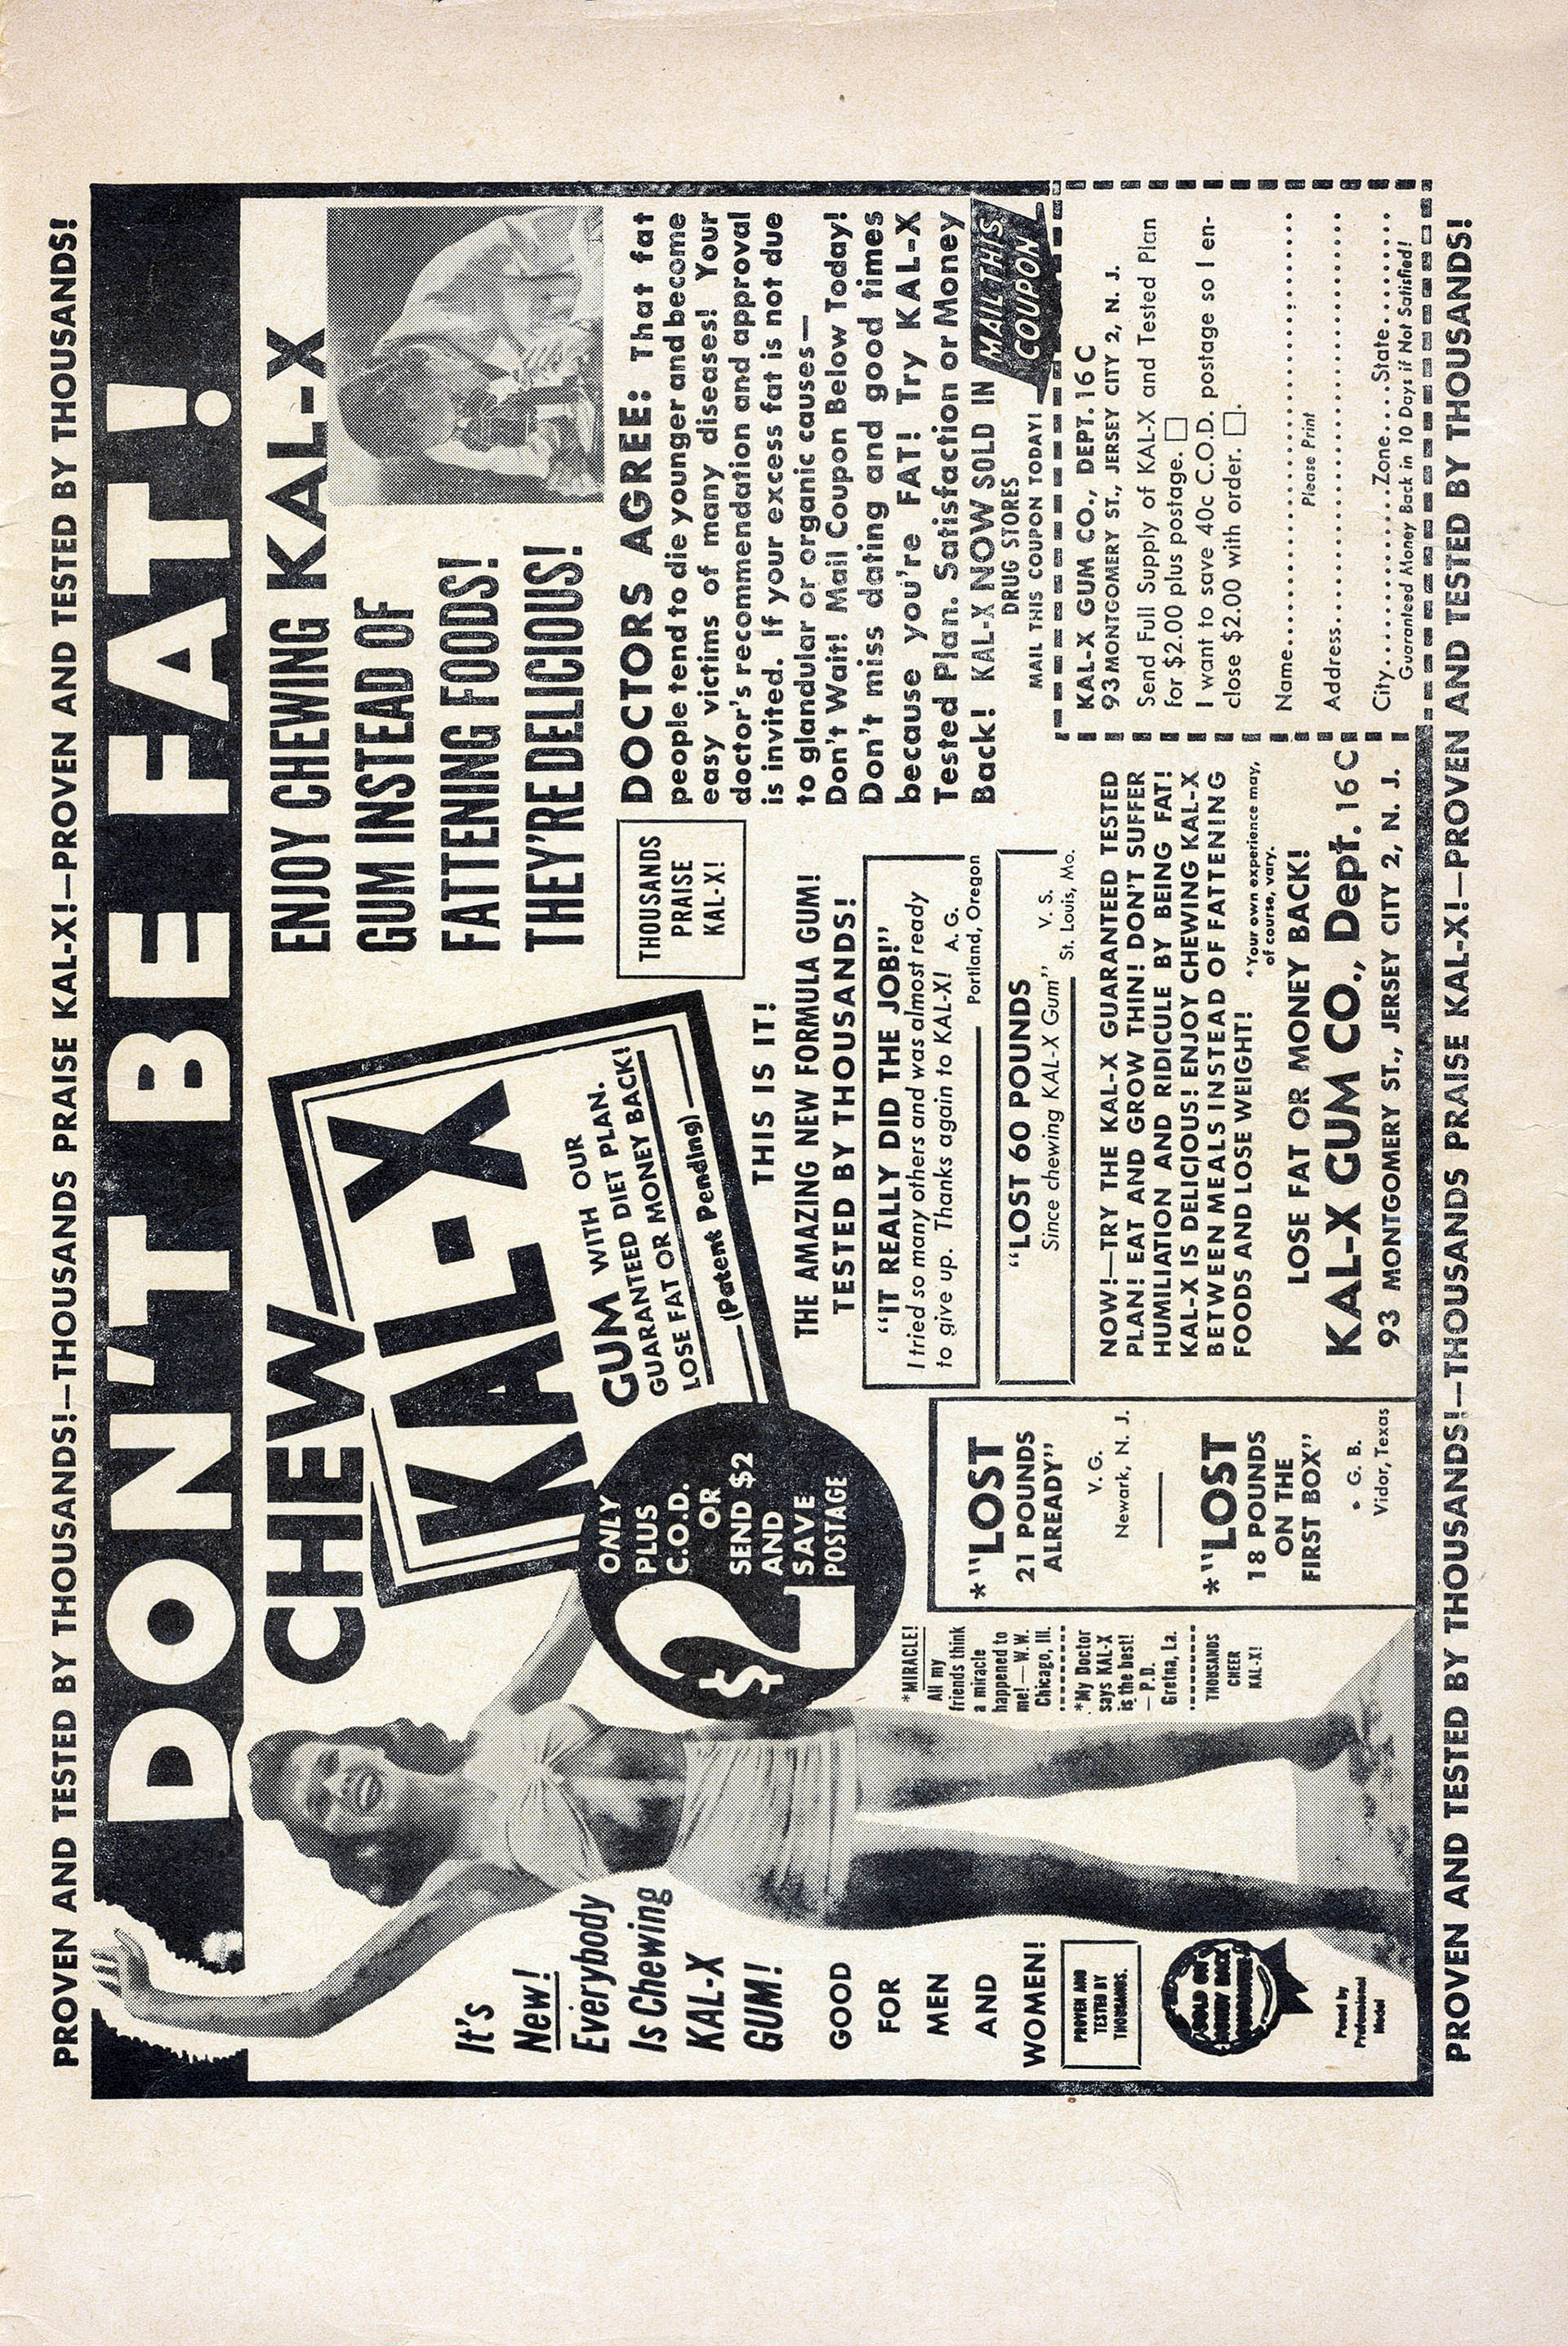 PROVEN AND TESTED BY THOUSANDS!—THOUSANDS PRAISE KAL-X!—PROVEN AND TESTED BY THOUSANDS!
DON'T BE FAT!
CHEW
KAL-X
GUM WITH OUR
GUARANTEED DIET PLAN.
LOSE FAT OR MONEY BACK!
(Patent Pending)
$2
ONLY
PLUS
C.O.D.
OR
SEND $2
AND
SAVE
POSTAGE
It's
New!
Everybody
Is Chewing
KAL-X
GUM!
GOOD
FOR
MEN
AND
WOMEN!
PROVEN AND
TESTED BY
THOUSANDS.
SOLD ON
MONEY BACK
GUARANTEE!
Posed by
Professional
Model
*MIRACLE!
All my
friends think
a miracle
happened to
me!—W. W.
Chicago, Ill.
*My Doctor
says KAL-X
is the best!
— P.D.
Gretna, La.
THOUSANDS
CHEER
KAL-X!
*"LOST
21 POUNDS
ALREADY"
V. G.
Newark, N. J.
*"LOST
18 POUNDS
ON THE
FIRST BOX"
G. B.
Vidor, Texas
THIS IS IT!
THE AMAZING NEW FORMULA GUM!
TESTED BY THOUSANDS!
"IT REALLY DID THE JOB!"
I tried so many others and was almost ready
to give up. Thanks again to KAL-X! A. G.
Portland, Oregon
"LOST 60 POUNDS
Since chewing KAL-X Gum" V. S.
St. Louis, Mo.
NOW!—TRY THE KAL-X GUARANTEED TESTED
PLAN! EAT AND GROW THIN! DON'T SUFFER
HUMILIATION AND RIDICULE BY BEING FAT!
KAL-X IS DELICIOUS! ENJOY CHEWING KAL-X
BETWEEN MEALS INSTEAD OF FATTENING
FOODS AND LOSE WEIGHT!
*Your own experience may,
of course, vary.
LOSE FAT OR MONEY BACK!
KAL-X GUM CO., Dept. 16 C
93 MONTGOMERY ST., JERSEY CITY 2, N. J.
ENJOY CHEWING KAL-X
GUM INSTEAD OF
FATTENING FOODS!
THEY'RE DELICIOUS!
THOUSANDS
PRAISE
KAL-X!
DOCTORS AGREE: That fat
people tend to die younger and become
easy victims of many diseases! Your
doctor's recommendation and approval
is invited. If your excess fat is not due
to glandular or organic causes—
Don't Wait! Mail Coupon Below Today!
Don't miss dating and good times
because you're FAT! Try KAL-X
Tested Plan. Satisfaction or Money
Back! KAL-X NOW SOLD IN
DRUG STORES
MAIL THIS COUPON TODAY!
MAIL THIS
COUPON
KAL-X GUM CO., DEPT. 16 C
93 MONTGOMERY ST., JERSEY CITY 2, N. J.
Send Full Supply of KAL-X and Tested Plan
for $2.00 plus postage. □
I want to save 40c C.O.D. postage so I en-
close $2.00 with order. □.
Name
Please Print
Address
City Zone State
Guaranteed Money Back in 10 Days if Not Satisfied!
PROVEN AND TESTED BY THOUSANDS!—THOUSANDS PRAISE KAL-X!—PROVEN AND TESTED BY THOUSANDS!